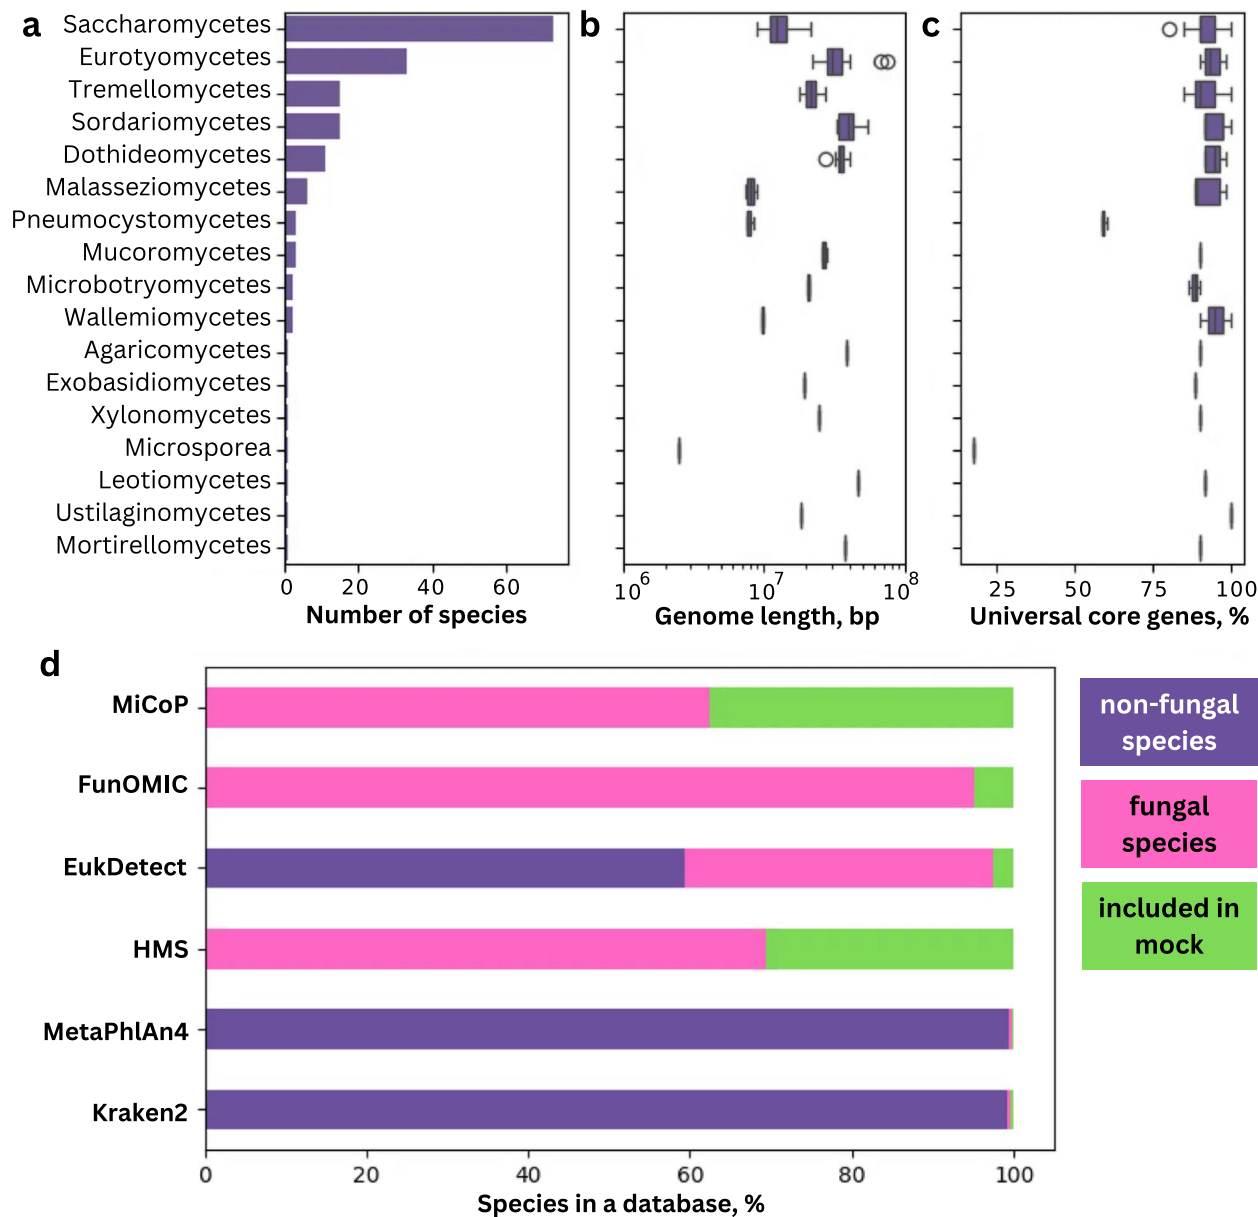 a
Saccharomycetes
Eurotyomycetes
Tremellomycetes
Sordariomycetes
Dothideomycetes
Malasseziomycetes
Pneumocystomycetes
Mucoromycetes
Microbotryomycetes
Wallemiomycetes
Agaricomycetes
Exobasidiomycetes
Xylonomycetes
Microsporea
Leotiomycetes
Ustilaginomycetes
Mortirellomycetes
0 20 40 60
Number of species
b
10^6 10^7 10^8
Genome length, bp
c
25 50 75 100
Universal core genes, %
d
MiCoP
FunOMIC
EukDetect
HMS
MetaPhlAn4
Kraken2
0 20 40 60 80 100
Species in a database, %
non-fungal
species
fungal
species
included in
mock